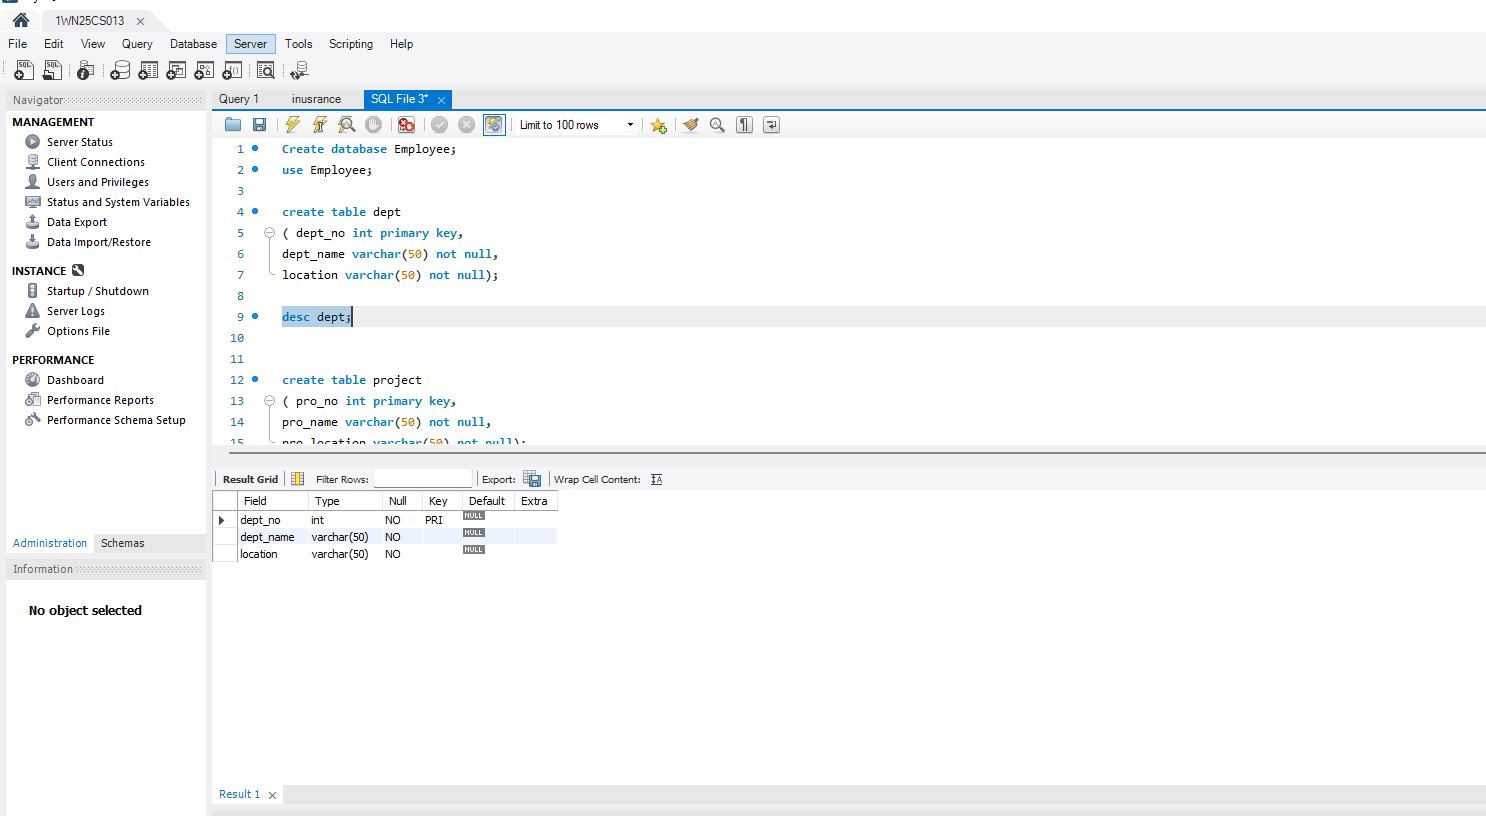 1WN25CS013
File Edit View Query Database Server Tools Scripting Help
Navigator
MANAGEMENT
Server Status
Client Connections
Users and Privileges
Status and System Variables
Data Export
Data Import/Restore
INSTANCE
Startup / Shutdown
Server Logs
Options File
PERFORMANCE
Dashboard
Performance Reports
Performance Schema Setup
Administration Schemas
Information
No object selected
Query 1 inusrance SQL File 3*
Limit to 100 rows
1 Create database Employee;
2 use Employee;
3
4 create table dept
5 ( dept_no int primary key,
6 dept_name varchar(50) not null,
7 location varchar(50) not null);
8
9 desc dept;
10
11
12 create table project
13 ( pro_no int primary key,
14 pro_name varchar(50) not null,
15 pro_location varchar(50) not null);
Result Grid Filter Rows: Export: Wrap Cell Content:
Field Type Null Key Default Extra
dept_no int NO PRI NULL
dept_name varchar(50) NO NULL
location varchar(50) NO NULL
Result 1